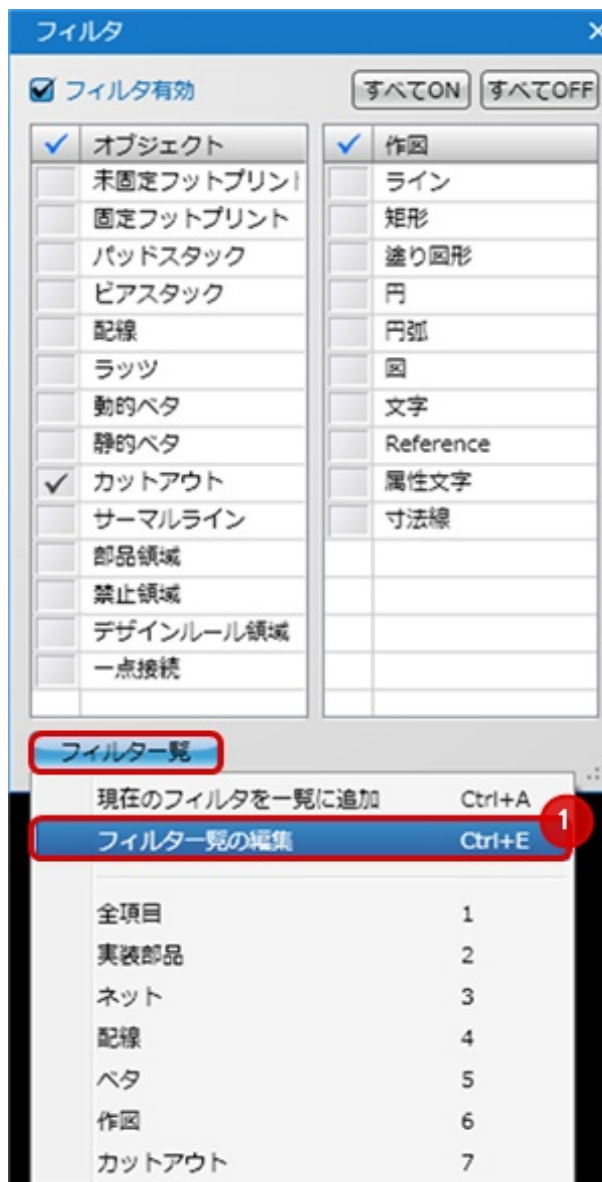 フィルタ
フィルタ有効 すべてON すべてOFF
オブジェクト 作図
未固定フットプリント ライン
固定フットプリント 矩形
パッドスタック 塗り図形
ビアスタック 円
配線 円弧
ラッツ 図
動的ベタ 文字
静的ベタ Reference
カットアウト 属性文字
サーマルライン 寸法線
部品領域
禁止領域
デザインルール領域
一点接続
フィルター覧
現在のフィルタを一覧に追加 Ctrl+A
フィルター覧の編集 Ctrl+E
1
全項目 1
実装部品 2
ネット 3
配線 4
ベタ 5
作図 6
カットアウト 7